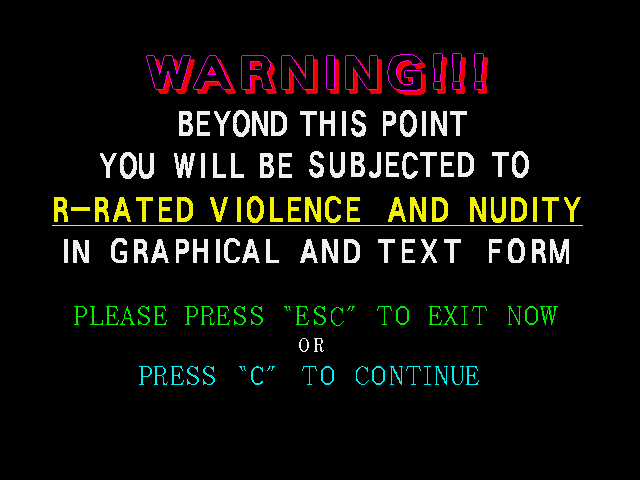 WARNING!!!
BEYOND THIS POINT
YOU WILL BE SUBJECTED TO
R-RATED VIOLENCE AND NUDITY
IN GRAPHICAL AND TEXT FORM
PLEASE PRESS "ESC" TO EXIT NOW
OR
PRESS "C" TO CONTINUE